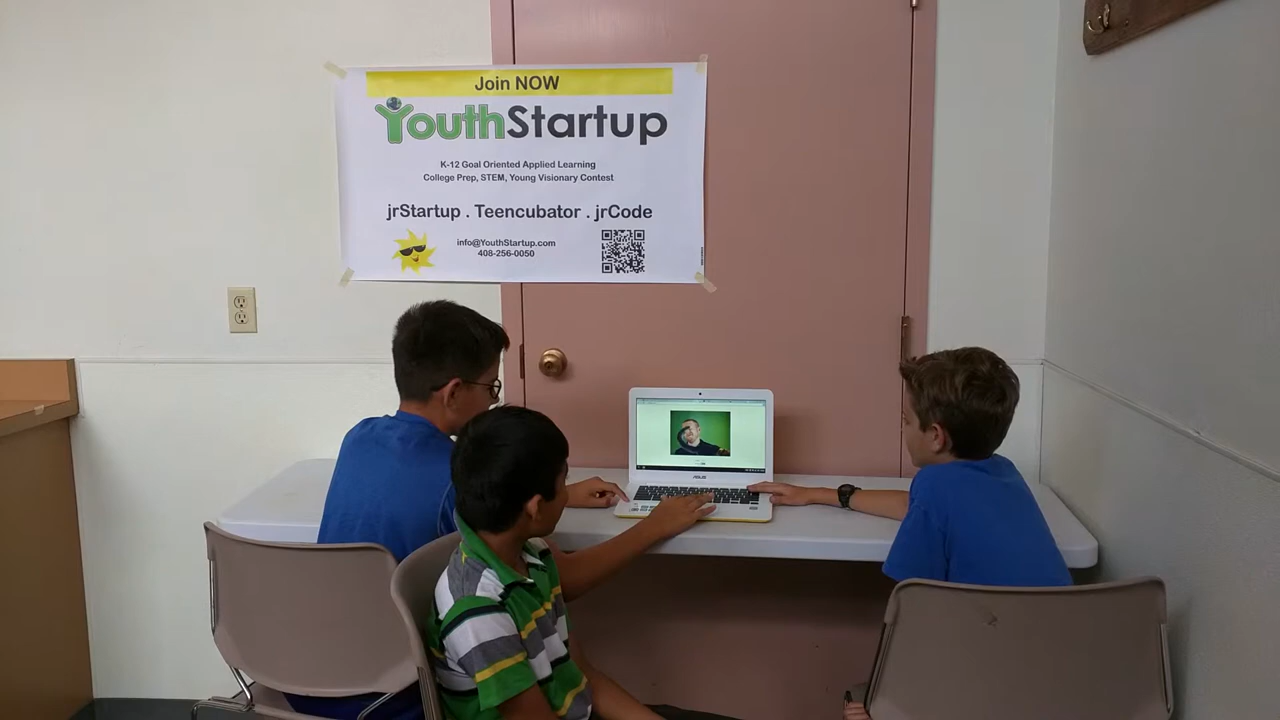 Join NOW
YouthStartup
K-12 Goal Oriented Applied Learning
College Prep, STEM, Young Visionary Contest
jrStartup . Teencubator . jrCode
info@YouthStartup.com
408-256-0050
ASUS